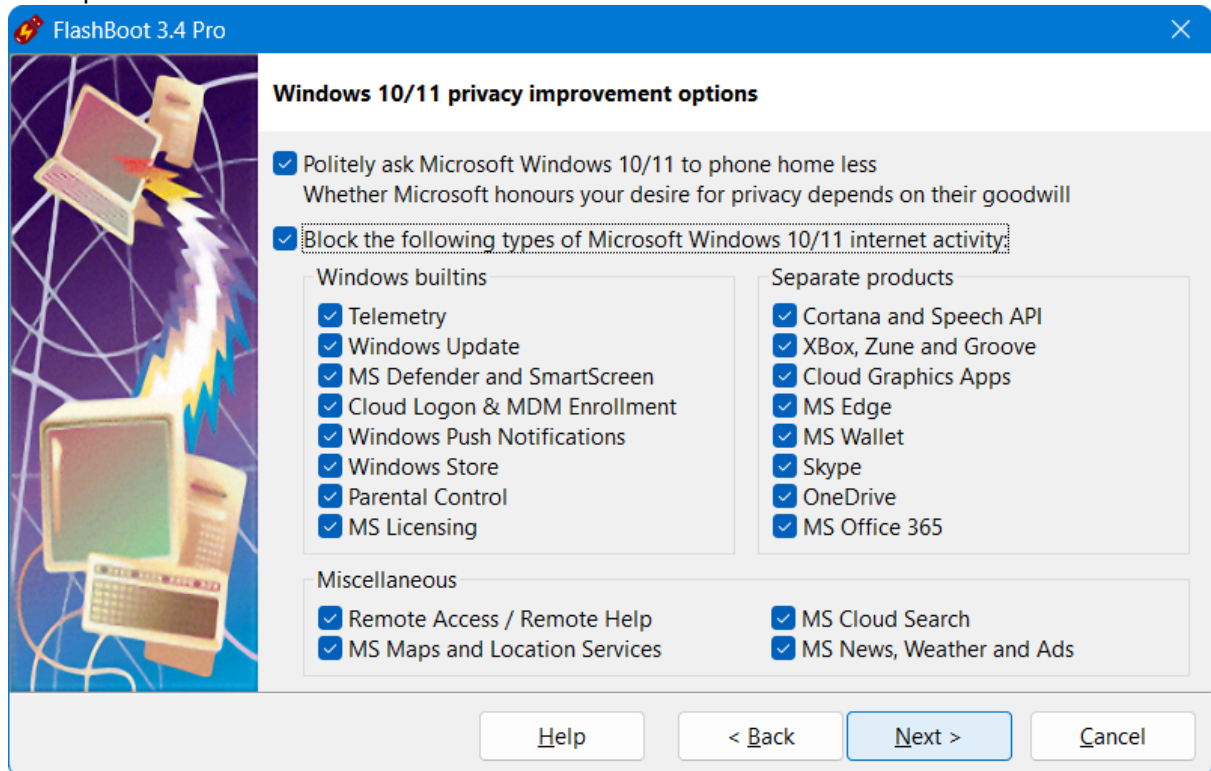 FlashBoot 3.4 Pro
Windows 10/11 privacy improvement options
Politely ask Microsoft Windows 10/11 to phone home less
Whether Microsoft honours your desire for privacy depends on their goodwill
Block the following types of Microsoft Windows 10/11 internet activity:
Windows builtins
Telemetry
Windows Update
MS Defender and SmartScreen
Cloud Logon & MDM Enrollment
Windows Push Notifications
Windows Store
Parental Control
MS Licensing
Separate products
Cortana and Speech API
XBox, Zune and Groove
Cloud Graphics Apps
MS Edge
MS Wallet
Skype
OneDrive
MS Office 365
Miscellaneous
Remote Access / Remote Help
MS Maps and Location Services
MS Cloud Search
MS News, Weather and Ads
Help
< Back
Next >
Cancel